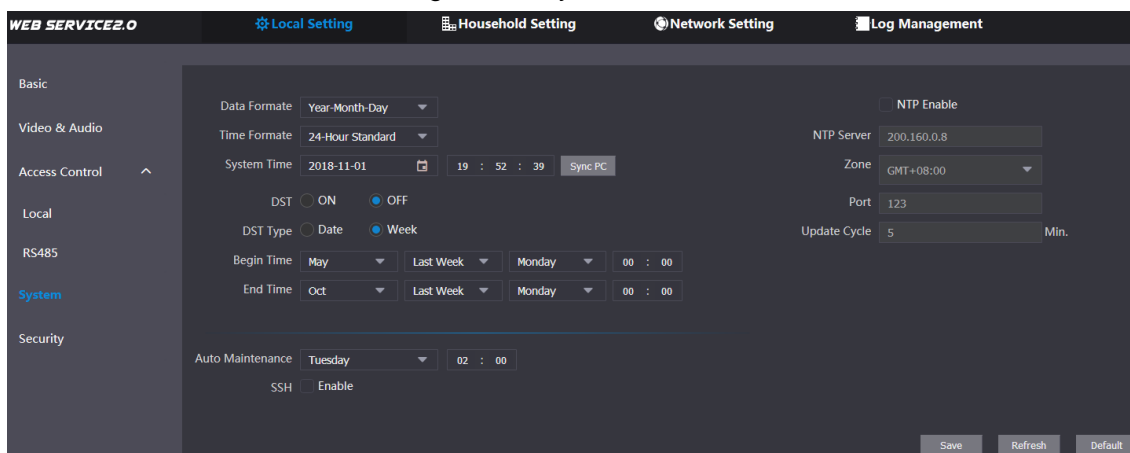 WEB SERVICE2.0 Local Setting Household Setting Network Setting Log Management
Basic
Video & Audio
Access Control
Local
RS485
System
Security
Data Formate Year-Month-Day
Time Formate 24-Hour Standard
System Time 2018-11-01 19 : 52 : 39 Sync PC
DST ON OFF
DST Type Date Week
Begin Time May Last Week Monday 00 : 00
End Time Oct Last Week Monday 00 : 00
Auto Maintenance Tuesday 02 : 00
SSH Enable
NTP Enable
NTP Server 200.160.0.8
Zone GMT+08:00
Port 123
Update Cycle 5 Min.
Save Refresh Default